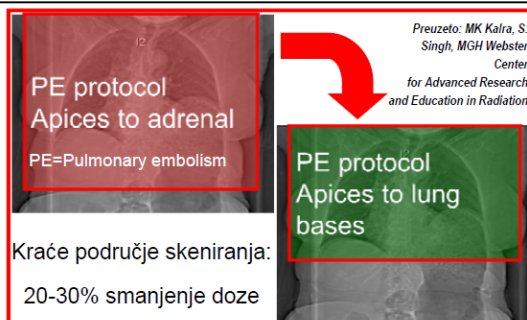 Preuzeto: MK Kalra, S.
Singh, MGH Webster
Center
for Advanced Research
and Education in Radiation
PE protocol
Apices to adrenal
PE=Pulmonary embolism
PE protocol
Apices to lung
bases
Kraće područje skeniranja:
20-30% smanjenje doze